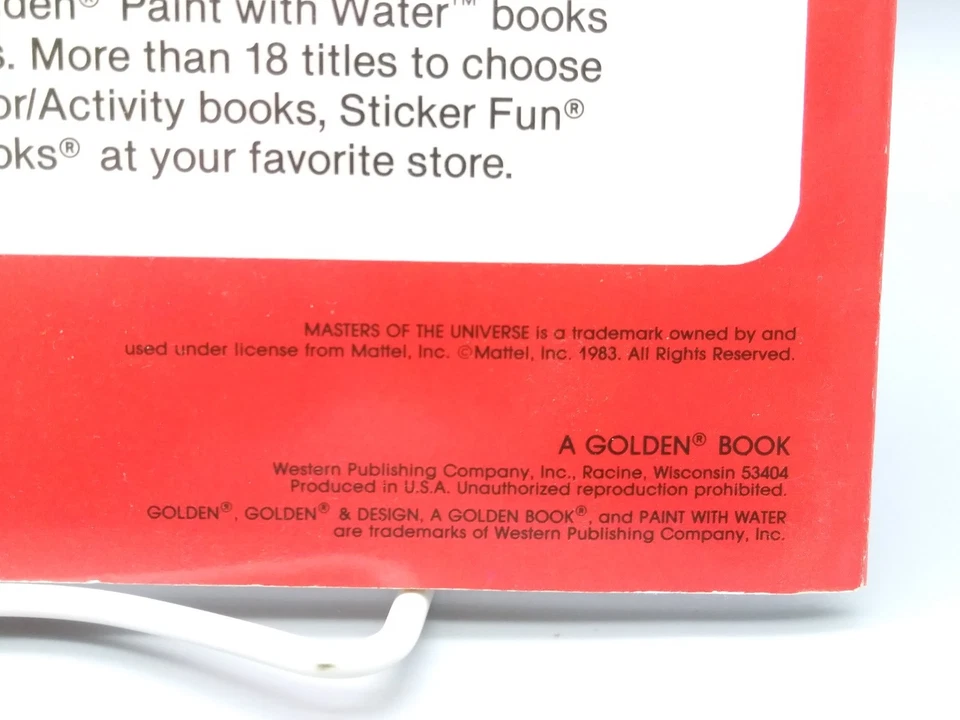 Paint with Water™ books
More than 18 titles to choose
/Activity books, Sticker Fun®
at your favorite store.
MASTERS OF THE UNIVERSE is a trademark owned by and
used under license from Mattel, Inc. ©Mattel, Inc. 1983. All Rights Reserved.
A GOLDEN® BOOK
Western Publishing Company, Inc., Racine, Wisconsin 53404
Produced in U.S.A. Unauthorized reproduction prohibited.
GOLDEN®, GOLDEN® & DESIGN, A GOLDEN BOOK®, and PAINT WITH WATER
are trademarks of Western Publishing Company, Inc.